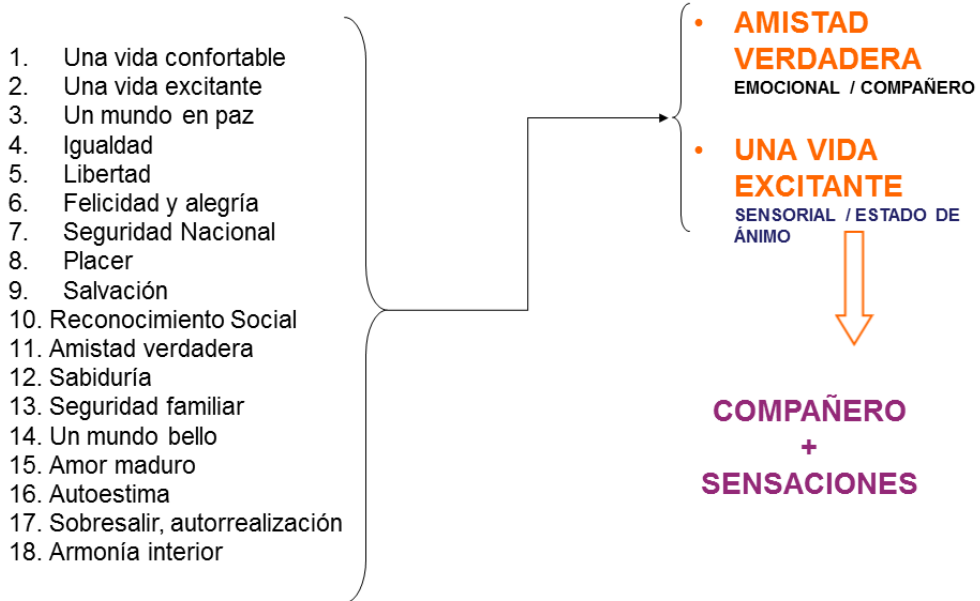 1. Una vida confortable
2. Una vida excitante
3. Un mundo en paz
4. Igualdad
5. Libertad
6. Felicidad y alegría
7. Seguridad Nacional
8. Placer
9. Salvación
10. Reconocimiento Social
11. Amistad verdadera
12. Sabiduría
13. Seguridad familiar
14. Un mundo bello
15. Amor maduro
16. Autoestima
17. Sobresalir, autorrealización
18. Armonía interior
• AMISTAD
VERDADERA
EMOCIONAL / COMPAÑERO
• UNA VIDA
EXCITANTE
SENSORIAL / ESTADO DE
ÁNIMO
COMPAÑERO
+
SENSACIONES